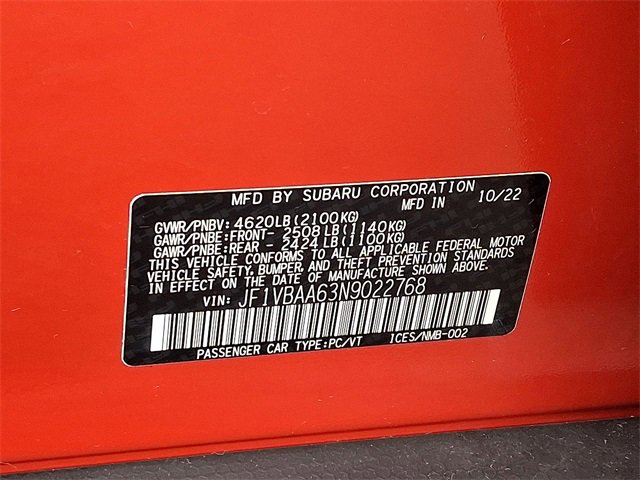 MFD BY SUBARU CORPORATION
MFD IN 10/22
GVWR/PNBV: 4620LB(2100KG)
GAWR/PNBE:FRONT- 2508LB(1140KG)
GAWR/PNBE:REAR - 2424LB(1100KG)
THIS VEHICLE CONFORMS TO ALL APPLICABLE FEDERAL MOTOR
VEHICLE SAFETY, BUMPER, AND THEFT PREVENTION STANDARDS
IN EFFECT ON THE DATE OF MANUFACTURE SHOWN ABOVE.
VIN: JF1VBAA63N9022768
PASSENGER CAR TYPE:PC/VT ICES/NMB-002